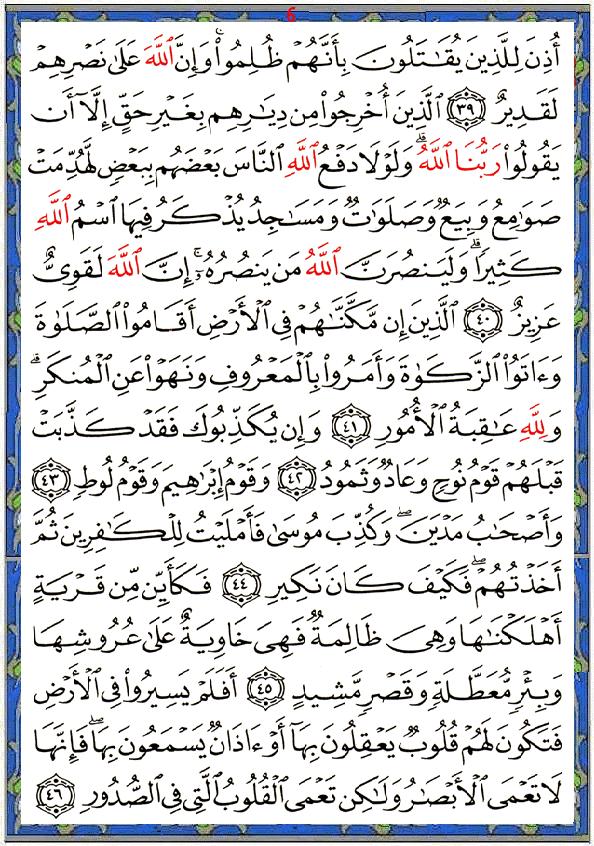 6
أُذِنَ لِلَّذِينَ يُقَٰتَلُونَ بِأَنَّهُمْ ظُلِمُوا۟ ۚ وَإِنَّ ٱللَّهَ عَلَىٰ نَصْرِهِمْ
لَقَدِيرٌ ﴿٣٩﴾ ٱلَّذِينَ أُخْرِجُوا۟ مِن دِيَٰرِهِم بِغَيْرِ حَقٍّ إِلَّآ أَن
يَقُولُوا۟ رَبُّنَا ٱللَّهُ ۗ وَلَوْلَا دَفْعُ ٱللَّهِ ٱلنَّاسَ بَعْضَهُم بِبَعْضٍ لَّهُدِّمَتْ
صَوَٰمِعُ وَبِيَعٌ وَصَلَوَٰتٌ وَمَسَٰجِدُ يُذْكَرُ فِيهَا ٱسْمُ ٱللَّهِ
كَثِيرًا ۗ وَلَيَنصُرَنَّ ٱللَّهُ مَن يَنصُرُهُۥٓ ۗ إِنَّ ٱللَّهَ لَقَوِىٌّ
عَزِيزٌ ﴿٤٠﴾ ٱلَّذِينَ إِن مَّكَّنَّٰهُمْ فِى ٱلْأَرْضِ أَقَامُوا۟ ٱلصَّلَوٰةَ
وَءَاتَوُا۟ ٱلزَّكَوٰةَ وَأَمَرُوا۟ بِٱلْمَعْرُوفِ وَنَهَوْا۟ عَنِ ٱلْمُنكَرِ ۗ
وَلِلَّهِ عَٰقِبَةُ ٱلْأُمُورِ ﴿٤١﴾ وَإِن يُكَذِّبُوكَ فَقَدْ كَذَّبَتْ
قَبْلَهُمْ قَوْمُ نُوحٍ وَعَادٌ وَثَمُودُ ﴿٤٢﴾ وَقَوْمُ إِبْرَٰهِيمَ وَقَوْمُ لُوطٍ ﴿٤٣﴾
وَأَصْحَٰبُ مَدْيَنَ ۖ وَكُذِّبَ مُوسَىٰ فَأَمْلَيْتُ لِلْكَٰفِرِينَ ثُمَّ
أَخَذْتُهُمْ ۖ فَكَيْفَ كَانَ نَكِيرِ ﴿٤٤﴾ فَكَأَيِّن مِّن قَرْيَةٍ
أَهْلَكْنَٰهَا وَهِىَ ظَالِمَةٌ فَهِىَ خَاوِيَةٌ عَلَىٰ عُرُوشِهَا
وَبِئْرٍ مُّعَطَّلَةٍ وَقَصْرٍ مَّشِيدٍ ﴿٤٥﴾ أَفَلَمْ يَسِيرُوا۟ فِى ٱلْأَرْضِ
فَتَكُونَ لَهُمْ قُلُوبٌ يَعْقِلُونَ بِهَآ أَوْ ءَاذَانٌ يَسْمَعُونَ بِهَا ۖ فَإِنَّهَا
لَا تَعْمَى ٱلْأَبْصَٰرُ وَلَٰكِن تَعْمَى ٱلْقُلُوبُ ٱلَّتِى فِى ٱلصُّدُورِ ﴿٤٦﴾